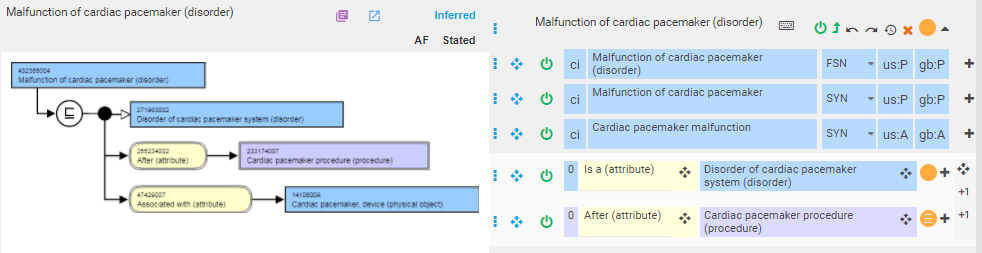 Malfunction of cardiac pacemaker (disorder)
Inferred
AF Stated
432358004
Malfunction of cardiac pacemaker (disorder)
⊑
271983002
Disorder of cardiac pacemaker system (disorder)
255234002
After (attribute)
233174007
Cardiac pacemaker procedure (procedure)
47429007
Associated with (attribute)
14106009
Cardiac pacemaker, device (physical object)
Malfunction of cardiac pacemaker (disorder)
ci Malfunction of cardiac pacemaker FSN us:P gb:P
(disorder)
ci Malfunction of cardiac pacemaker SYN us:P gb:P
ci Cardiac pacemaker malfunction SYN us:A gb:A
0 Is a (attribute) Disorder of cardiac pacemaker
system (disorder)
+1
0 After (attribute) Cardiac pacemaker procedure +1
(procedure)